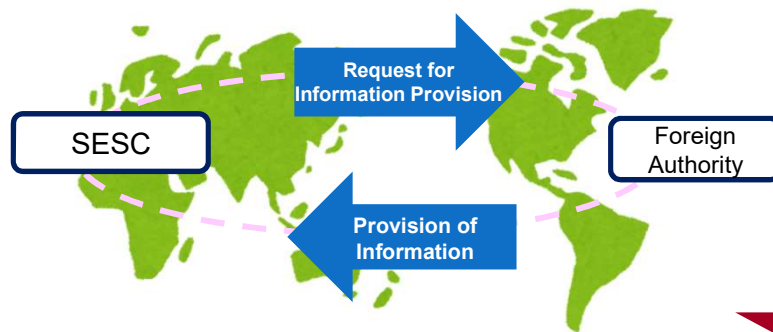 Request for
Information Provision
SESC
Foreign
Authority
Provision of
Information